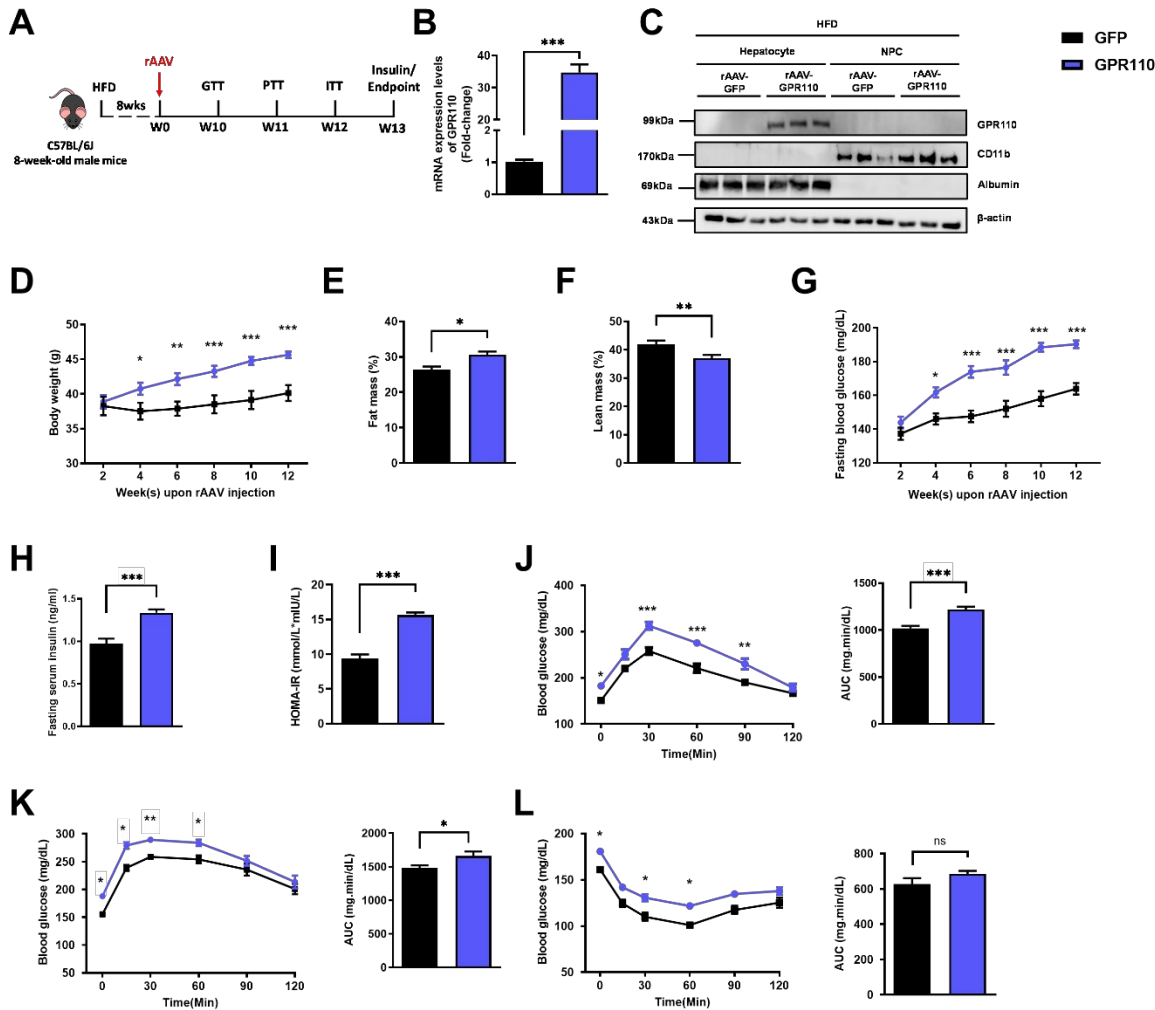 A
HFD
8wks
rAAV
GTT
PTT
ITT
Insulin/
Endpoint
W0
W10
W11
W12
W13
C57BL/6J
8-week-old male mice
B
mRNA expression levels
of GPR110
(Fold-change)
40
30
20
2
1
0
***
C
HFD
Hepatocyte
NPC
rAAV-
GFP
rAAV-
GPR110
rAAV-
GFP
rAAV-
GPR110
99kDa
GPR110
170kDa
CD11b
69kDa
Albumin
43kDa
β-actin
GFP
GPR110
D
Body weight (g)
50
45
40
35
30
* ** *** *** ***
2 4 6 8 10 12
Week(s) upon rAAV injection
E
Fat mass (%)
40
30
20
10
0
*
F
Lean mass (%)
50
40
30
20
10
0
**
G
Fasting blood glucose (mg/dL)
200
180
160
140
120
* *** *** *** ***
2 4 6 8 10 12
Week(s) upon rAAV injection
H
Fasting serum insulin (ng/ml)
1.5
1.0
0.5
0.0
***
I
HOMA-IR (mmol/L*mIU/L)
20
15
10
5
0
***
J
Blood glucose (mg/dL)
400
300
200
100
* *** *** **
0 30 60 90 120
Time(Min)
AUC (mg.min/dL)
1500
1000
500
0
***
K
Blood glucose (mg/dL)
300
250
200
150
100
50
* * ** *
0 30 60 90 120
Time(Min)
AUC (mg.min/dL)
2000
1500
1000
500
0
*
L
Blood glucose (mg/dL)
200
150
100
50
* * *
0 30 60 90 120
Time(Min)
AUC (mg.min/dL)
800
600
400
200
0
ns